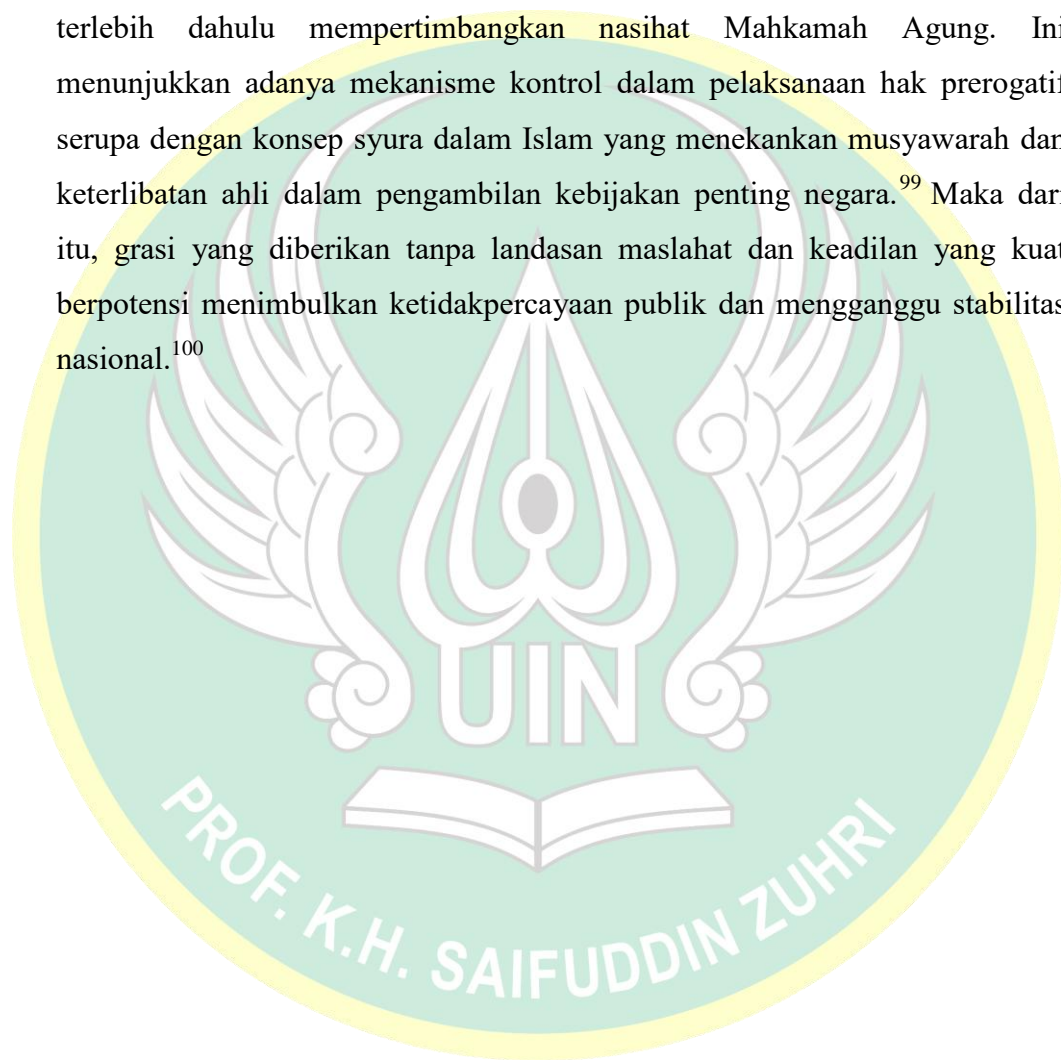 terlebih dahulu mempertimbangkan nasihat Mahkamah Agung. Ini
menunjukkan adanya mekanisme kontrol dalam pelaksanaan hak prerogatif
serupa dengan konsep syura dalam Islam yang menekankan musyawarah dan
keterlibatan ahli dalam pengambilan kebijakan penting negara.99 Maka dari
itu, grasi yang diberikan tanpa landasan maslahat dan keadilan yang kuat
berpotensi menimbulkan ketidakpercayaan publik dan mengganggu stabilitas
nasional.100
UIN
PROF. K.H. SAIFUDDIN ZUHRI